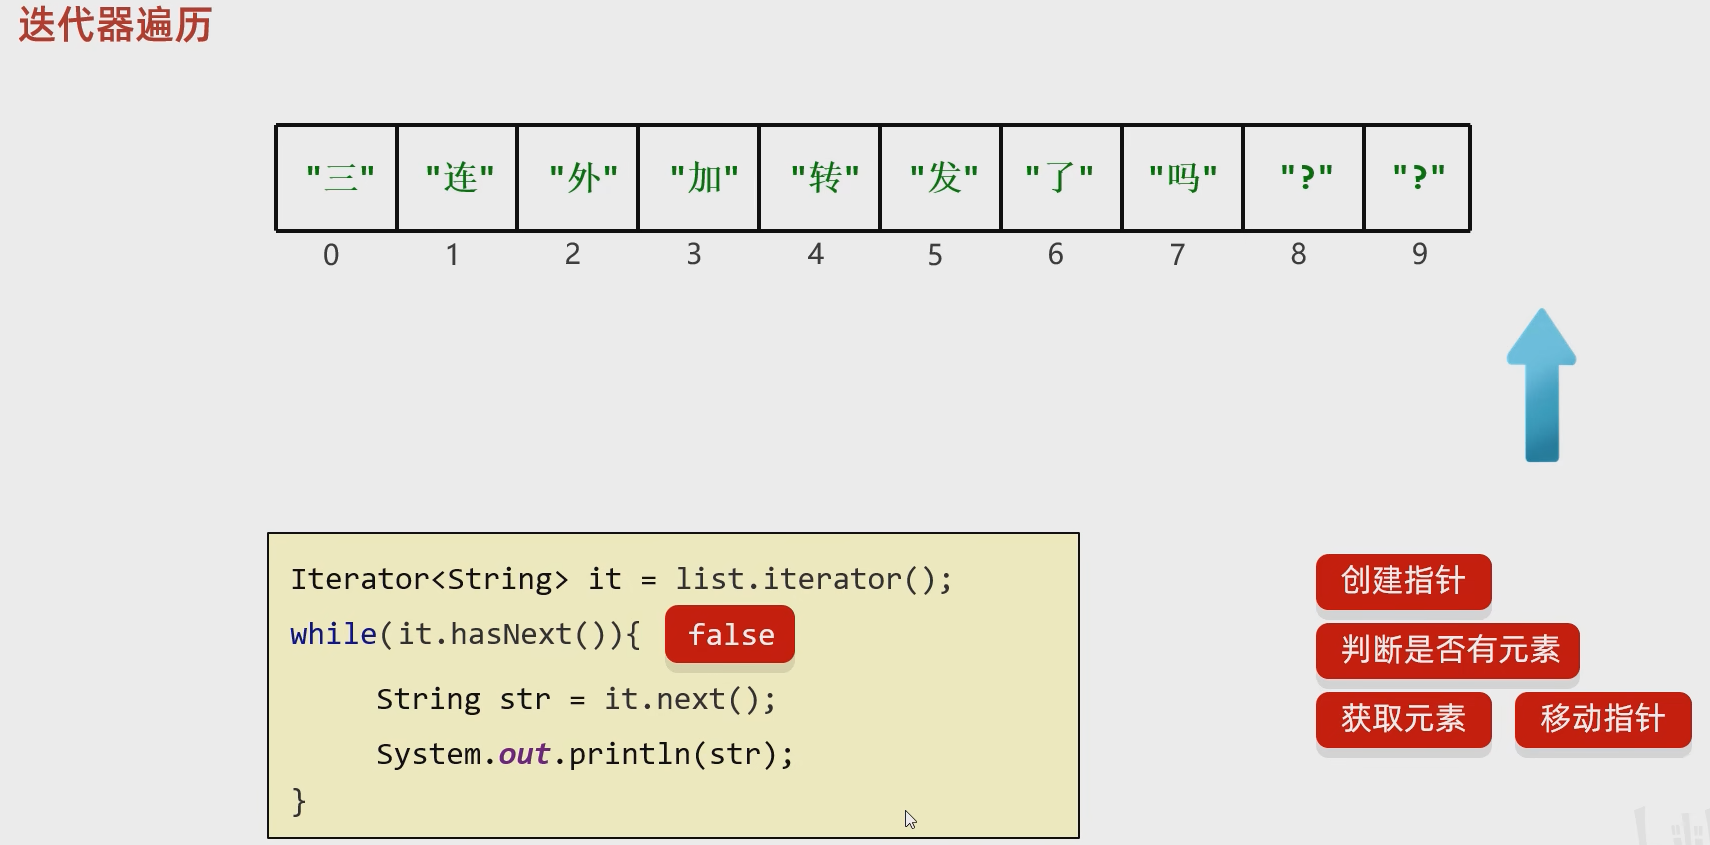 迭代器遍历
"三" "连" "外" "加" "转" "发" "了" "吗" "?" "?"
0 1 2 3 4 5 6 7 8 9
Iterator<String> it = list.iterator();
while(it.hasNext()){ false
String str = it.next();
System.out.println(str);
}
创建指针
判断是否有元素
获取元素 移动指针